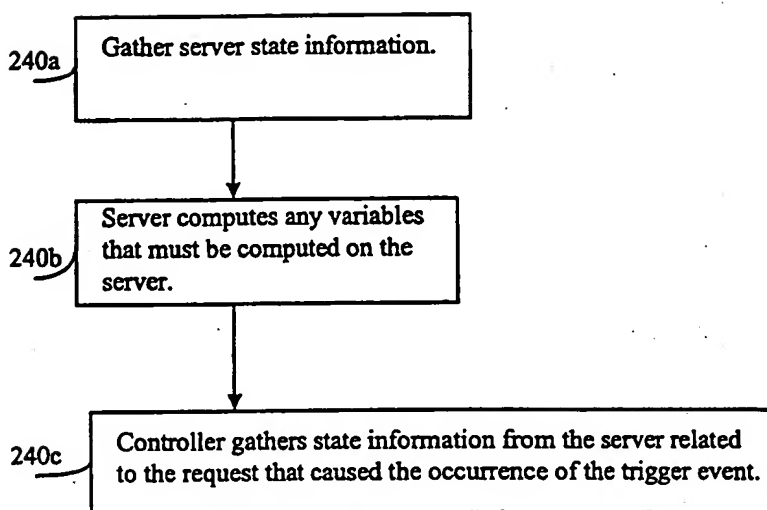 240a
Gather server state information.
240b
Server computes any variables
that must be computed on the
server.
240c
Controller gathers state information from the server related
to the request that caused the occurrence of the trigger event.